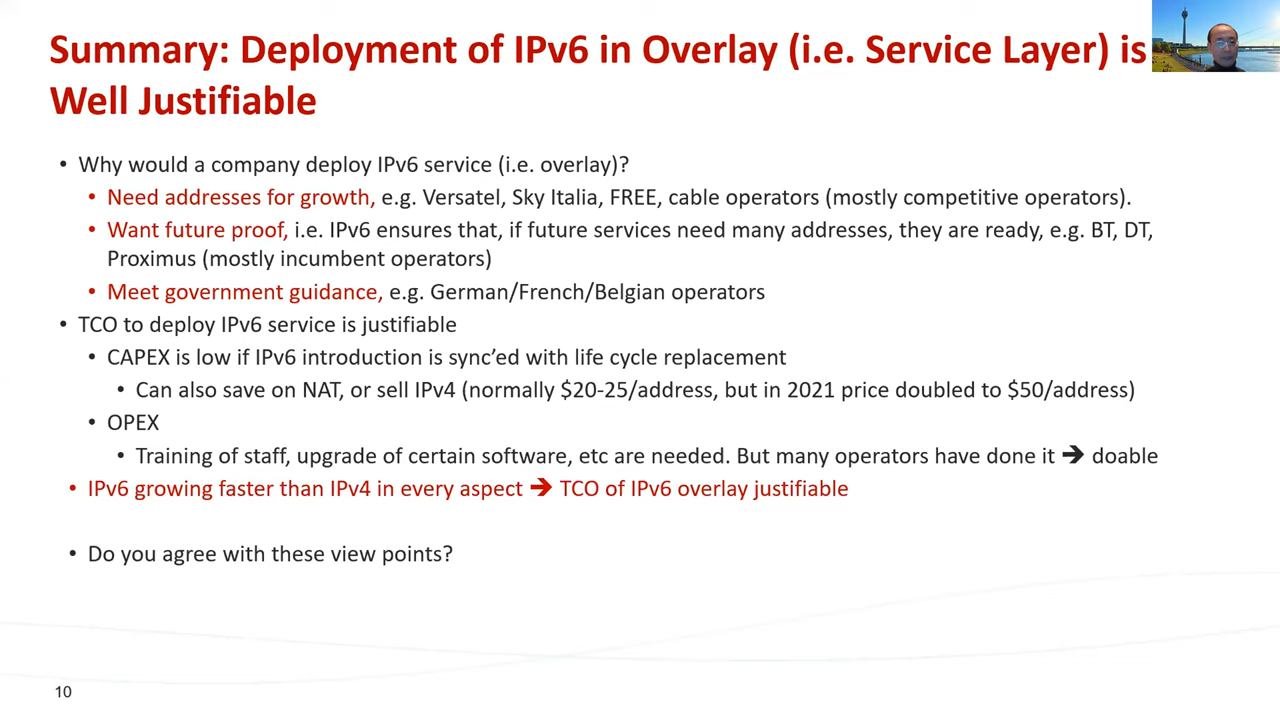 Summary: Deployment of IPv6 in Overlay (i.e. Service Layer) is
Well Justifiable
• Why would a company deploy IPv6 service (i.e. overlay)?
• Need addresses for growth, e.g. Versatel, Sky Italia, FREE, cable operators (mostly competitive operators).
• Want future proof, i.e. IPv6 ensures that, if future services need many addresses, they are ready, e.g. BT, DT,
Proximus (mostly incumbent operators)
• Meet government guidance, e.g. German/French/Belgian operators
• TCO to deploy IPv6 service is justifiable
• CAPEX is low if IPv6 introduction is sync’ed with life cycle replacement
• Can also save on NAT, or sell IPv4 (normally $20-25/address, but in 2021 price doubled to $50/address)
• OPEX
• Training of staff, upgrade of certain software, etc are needed. But many operators have done it ➔ doable
• IPv6 growing faster than IPv4 in every aspect ➔ TCO of IPv6 overlay justifiable
• Do you agree with these view points?
10